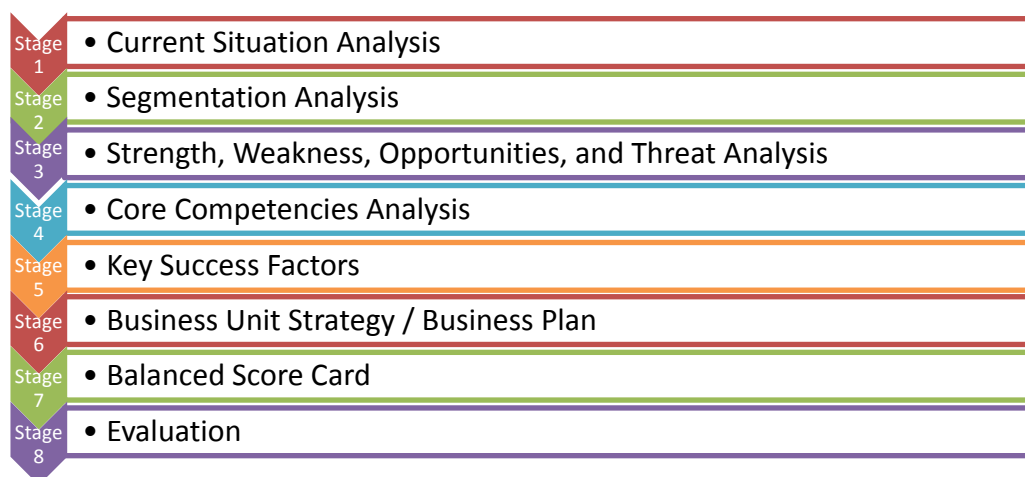 Stage
1
• Current Situation Analysis
Stage
2
• Segmentation Analysis
Stage
3
• Strength, Weakness, Opportunities, and Threat Analysis
Stage
4
• Core Competencies Analysis
Stage
5
• Key Success Factors
Stage
6
• Business Unit Strategy / Business Plan
Stage
7
• Balanced Score Card
Stage
8
• Evaluation